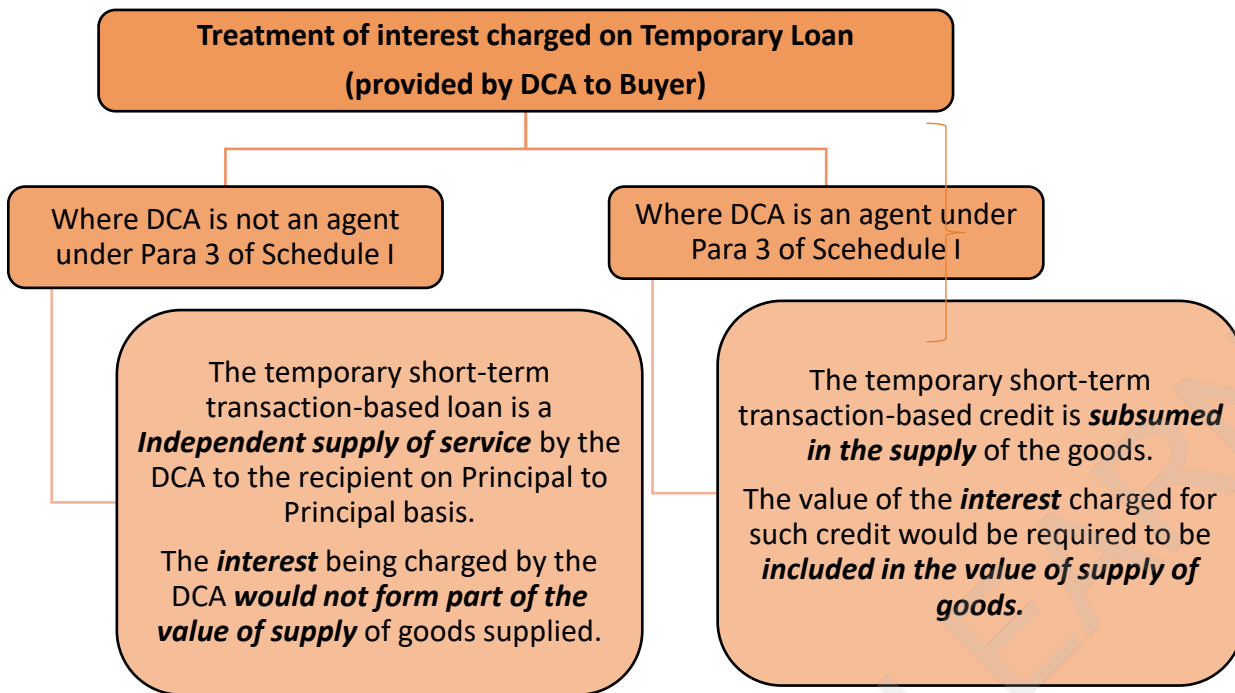 Treatment of interest charged on Temporary Loan
(provided by DCA to Buyer)
Where DCA is not an agent
under Para 3 of Schedule I
Where DCA is an agent under
Para 3 of Scehedule I
The temporary short-term
transaction-based loan is a
Independent supply of service by the
DCA to the recipient on Principal to
Principal basis.
The interest being charged by the
DCA would not form part of the
value of supply of goods supplied.
The temporary short-term
transaction-based credit is subsumed
in the supply of the goods.
The value of the interest charged for
such credit would be required to be
included in the value of supply of
goods.